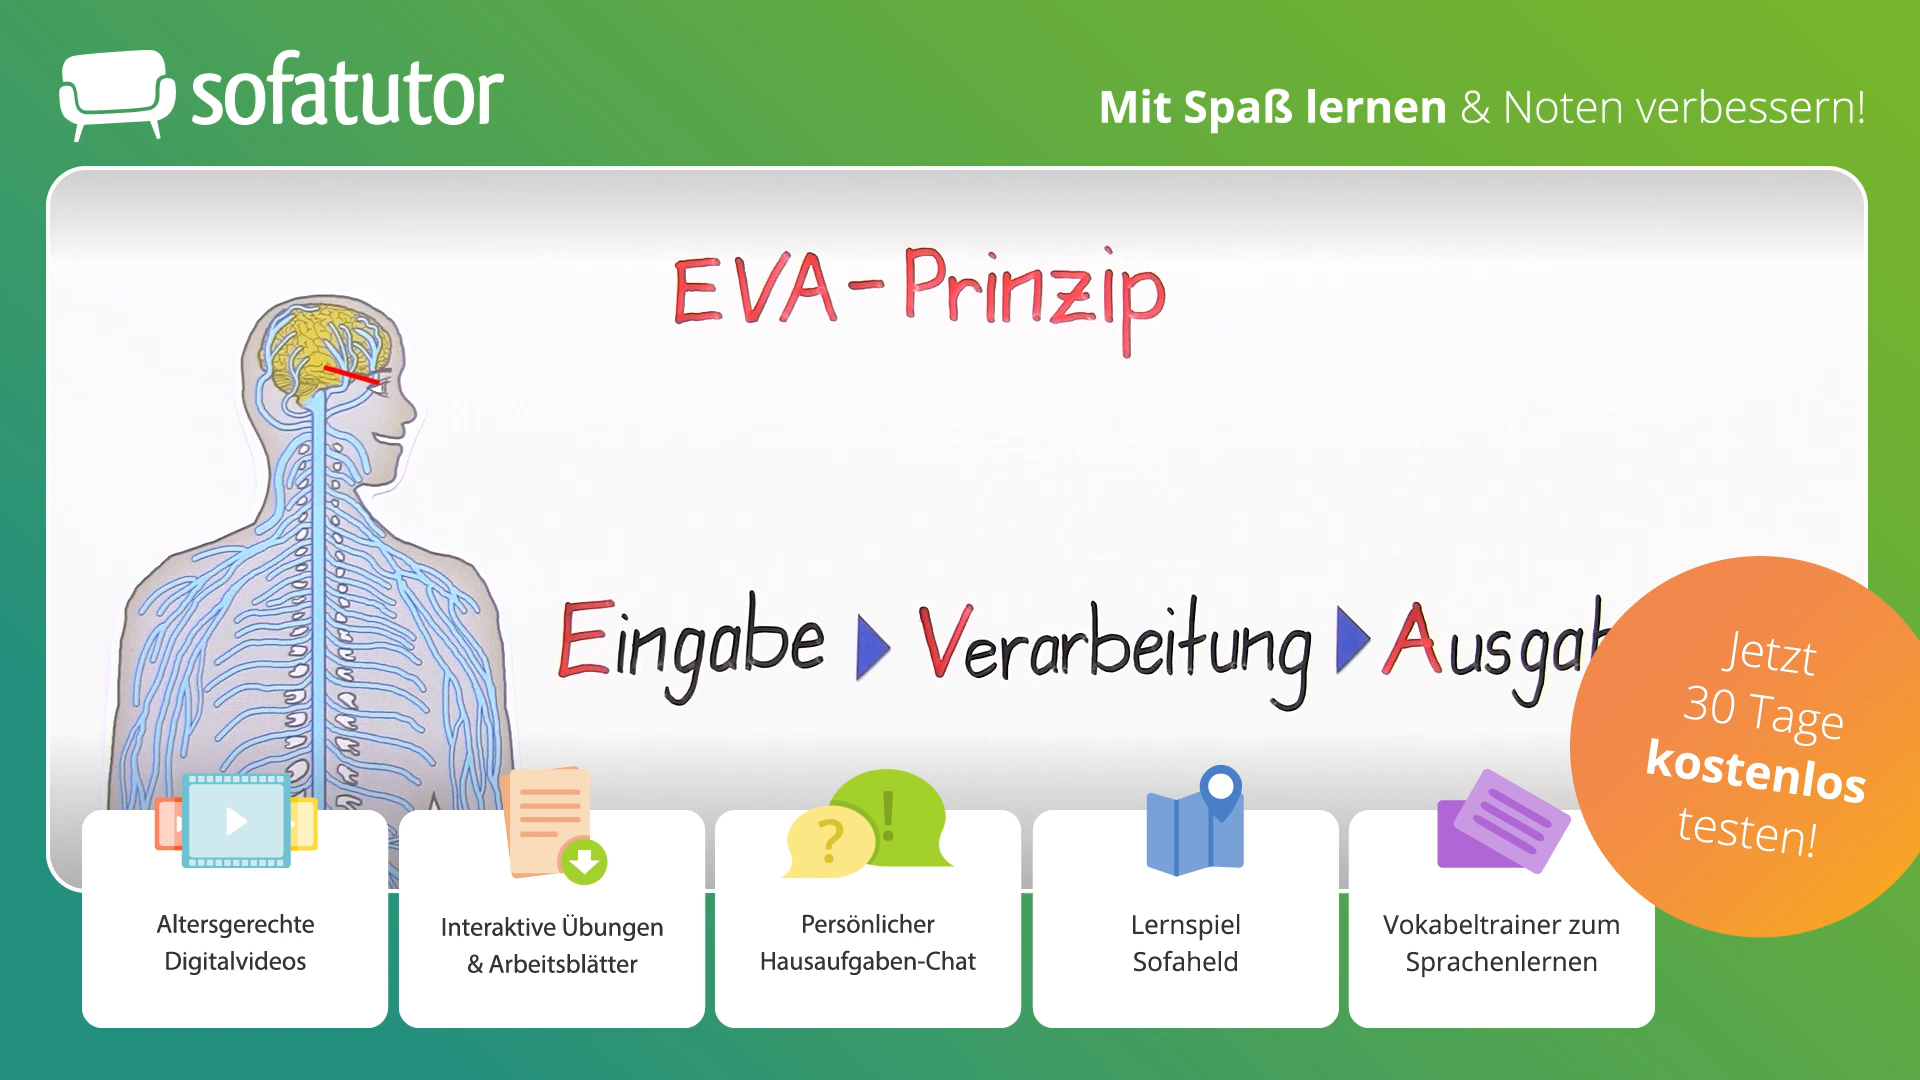 sofatutor
Mit Spaß lernen & Noten verbessern!
EVA-Prinzip
Eingabe Verarbeitung
Jetzt
30 Tage
kostenlos
testen!
?
!
Altersgerechte
Digitalvideos
Interaktive Übungen
& Arbeitsblätter
Persönlicher
Hausaufgaben-Chat
Lernspiel
Sofaheld
Vokabeltrainer zum
Sprachenlernen